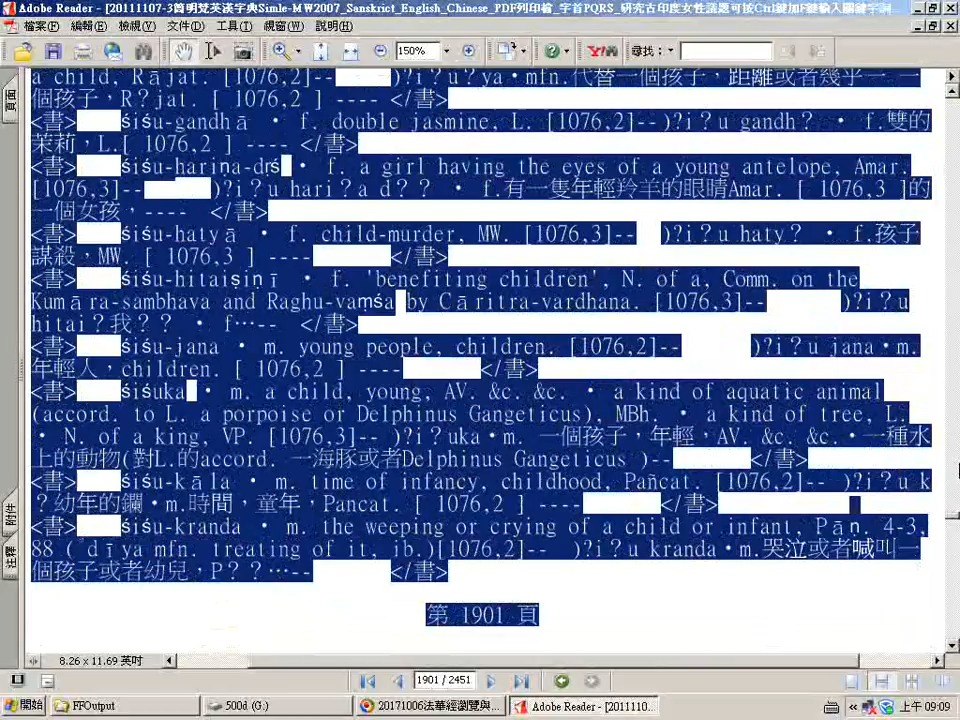 Adobe Reader - [20111107-3簡明梵英漢字典Simle-MW2007_Sanskrict_English_Chinese_PDF列印檔_字首PQRS_研究古印度女性議題可按Ctrl鍵加F鍵輸入關鍵字詞
檔案(F) 編輯(E) 檢視(V) 文件(D) 工具(T) 視窗(W) 說明(H)
150% 尋找:
頁面
附件
注釋
a child, Rājat. [1076,2]-- )?i?u?ya•mfn.代替一個孩子，距離或者幾乎一 一
個孩子，R?jat. [ 1076,2 ] ---- </書>
<書> śiśu-gandhā • f. double jasmine, L. [1076,2]-- )?i?u gandh? • f.雙的
茉莉，L.[ 1076,2 ] ---- </書>
<書> śiśu-hariṇa-dṛś • f. a girl having the eyes of a young antelope, Amar.
[1076,3]-- )?i?u hari?a d?? • f.有一隻年輕羚羊的眼睛Amar. [ 1076,3 ]的
一個女孩，---- </書>
<書> śiśu-hatyā • f. child-murder, MW. [1076,3]-- )?i?u haty? • f.孩子
謀殺，MW. [ 1076,3 ] ---- </書>
<書> śiśu-hitaiṣiṇī • f. 'benefiting children', N. of a, Comm. on the
Kumāra-sambhava and Raghu-vaṃśa by Cāritra-vardhana. [1076,3]-- )?i?u
hitai?我?? • f…-- </書>
<書> śiśu-jana • m. young people, children. [1076,2]-- )?i?u jana•m.
年輕人，children. [ 1076,2 ] ---- </書>
<書> śiśuka • m. a child, young, AV. &c. &c. • a kind of aquatic animal
(accord. to L. a porpoise or Delphinus Gangeticus), MBh. • a kind of tree, L.
• N. of a king, VP. [1076,3]-- )?i?uka•m. 一個孩子，年輕，AV. &c. &c.•一種水
上的動物(對L.的accord. 一海豚或者Delphinus Gangeticus )-- </書>
<書> śiśu-kāla • m. time of infancy, childhood, Pañcat. [1076,2]-- )?i?u k
?幼年的鑭•m.時間，童年，Pancat. [ 1076,2 ] ---- </書>
<書> śiśu-kranda • m. the weeping or crying of a child or infant, Pāṇ. 4-3,
88 ( ˈdīya mfn. treating of it, ib.)[1076,2]-- )?i?u kranda•m.哭泣或者喊叫一
個孩子或者幼兒，P??…-- </書>
第 1901 頁
8.26 x 11.69 英吋
1901 / 2451
開始 FFOutput 500d (G:) 20171006法華經瀏覽與... Adobe Reader - [2011110... 上午 09:09